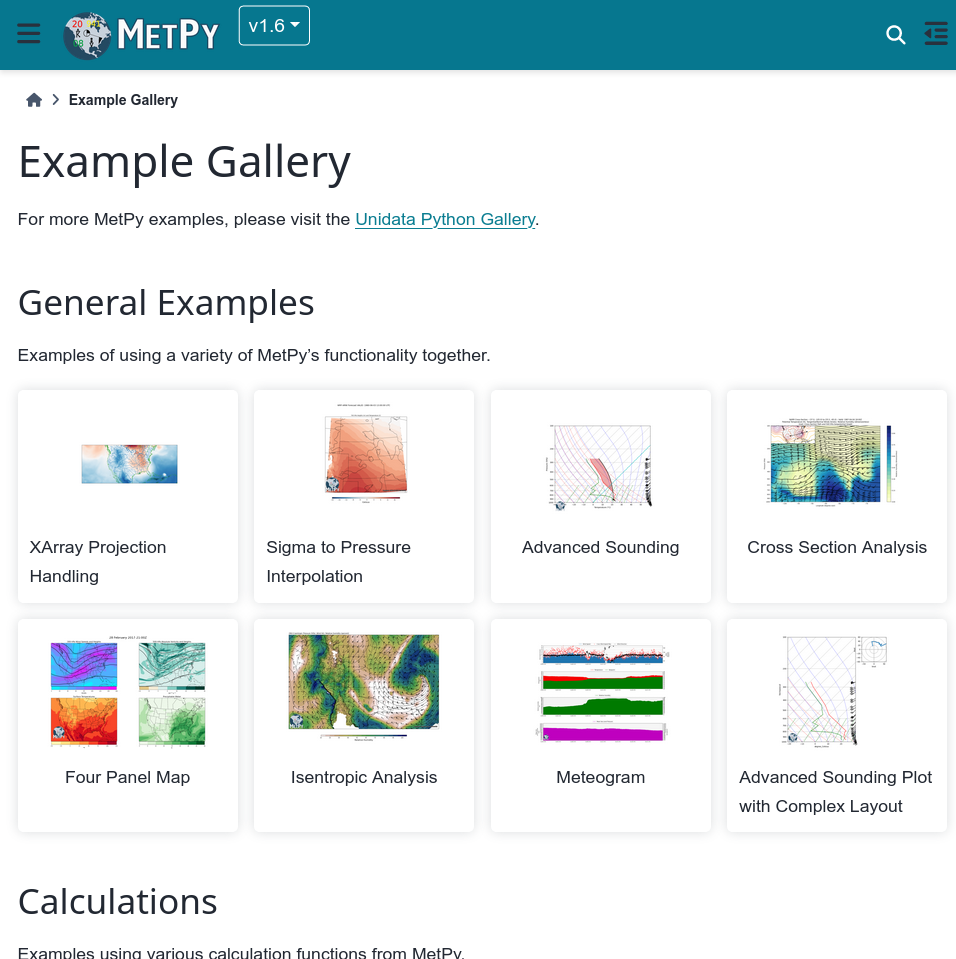 METPY
v1.6
Example Gallery
Example Gallery
For more MetPy examples, please visit the Unidata Python Gallery.
General Examples
Examples of using a variety of MetPy’s functionality together.
XArray Projection
Handling
Sigma to Pressure
Interpolation
Advanced Sounding
Cross Section Analysis
Four Panel Map
Isentropic Analysis
Meteogram
Advanced Sounding Plot
with Complex Layout
Calculations
Examples using various calculation functions from MetPy.